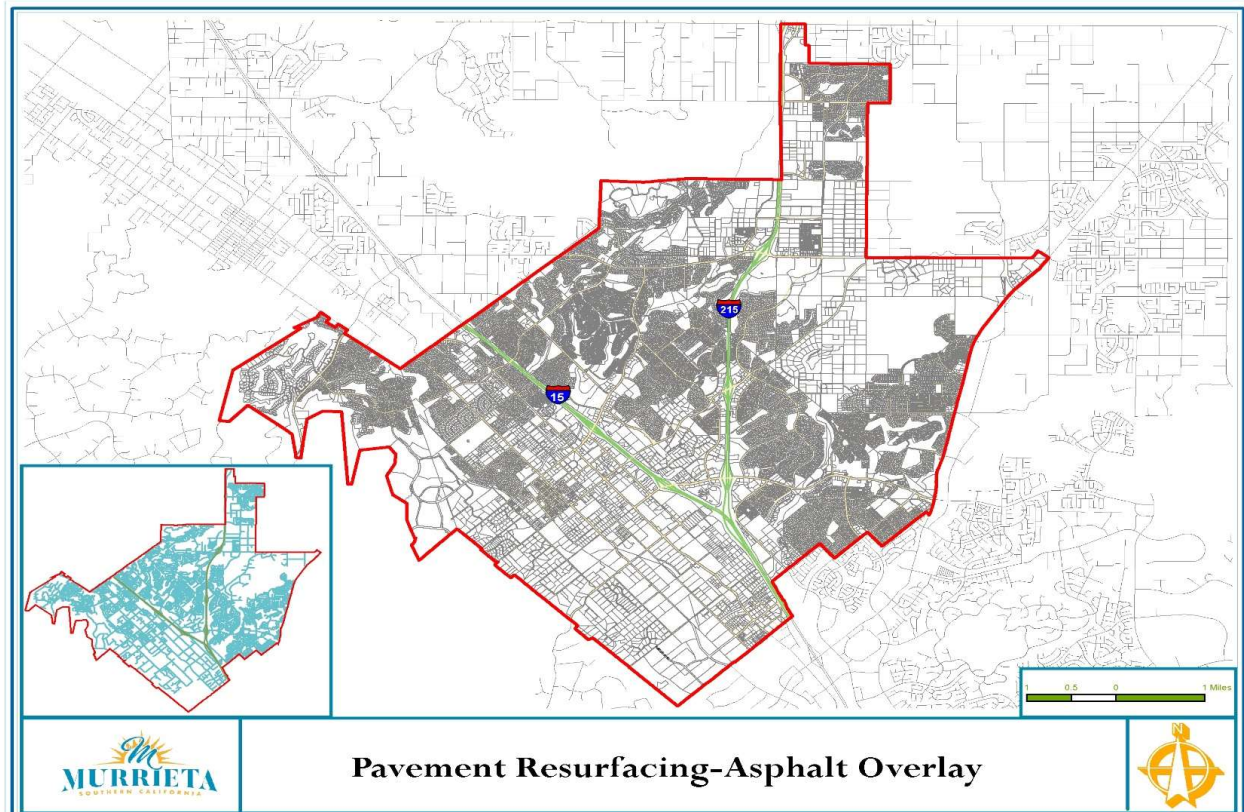 215
15
1 0.5 0 1 Miles
M
MURRIETA
SOUTHERN CALIFORNIA
Pavement Resurfacing-Asphalt Overlay
N